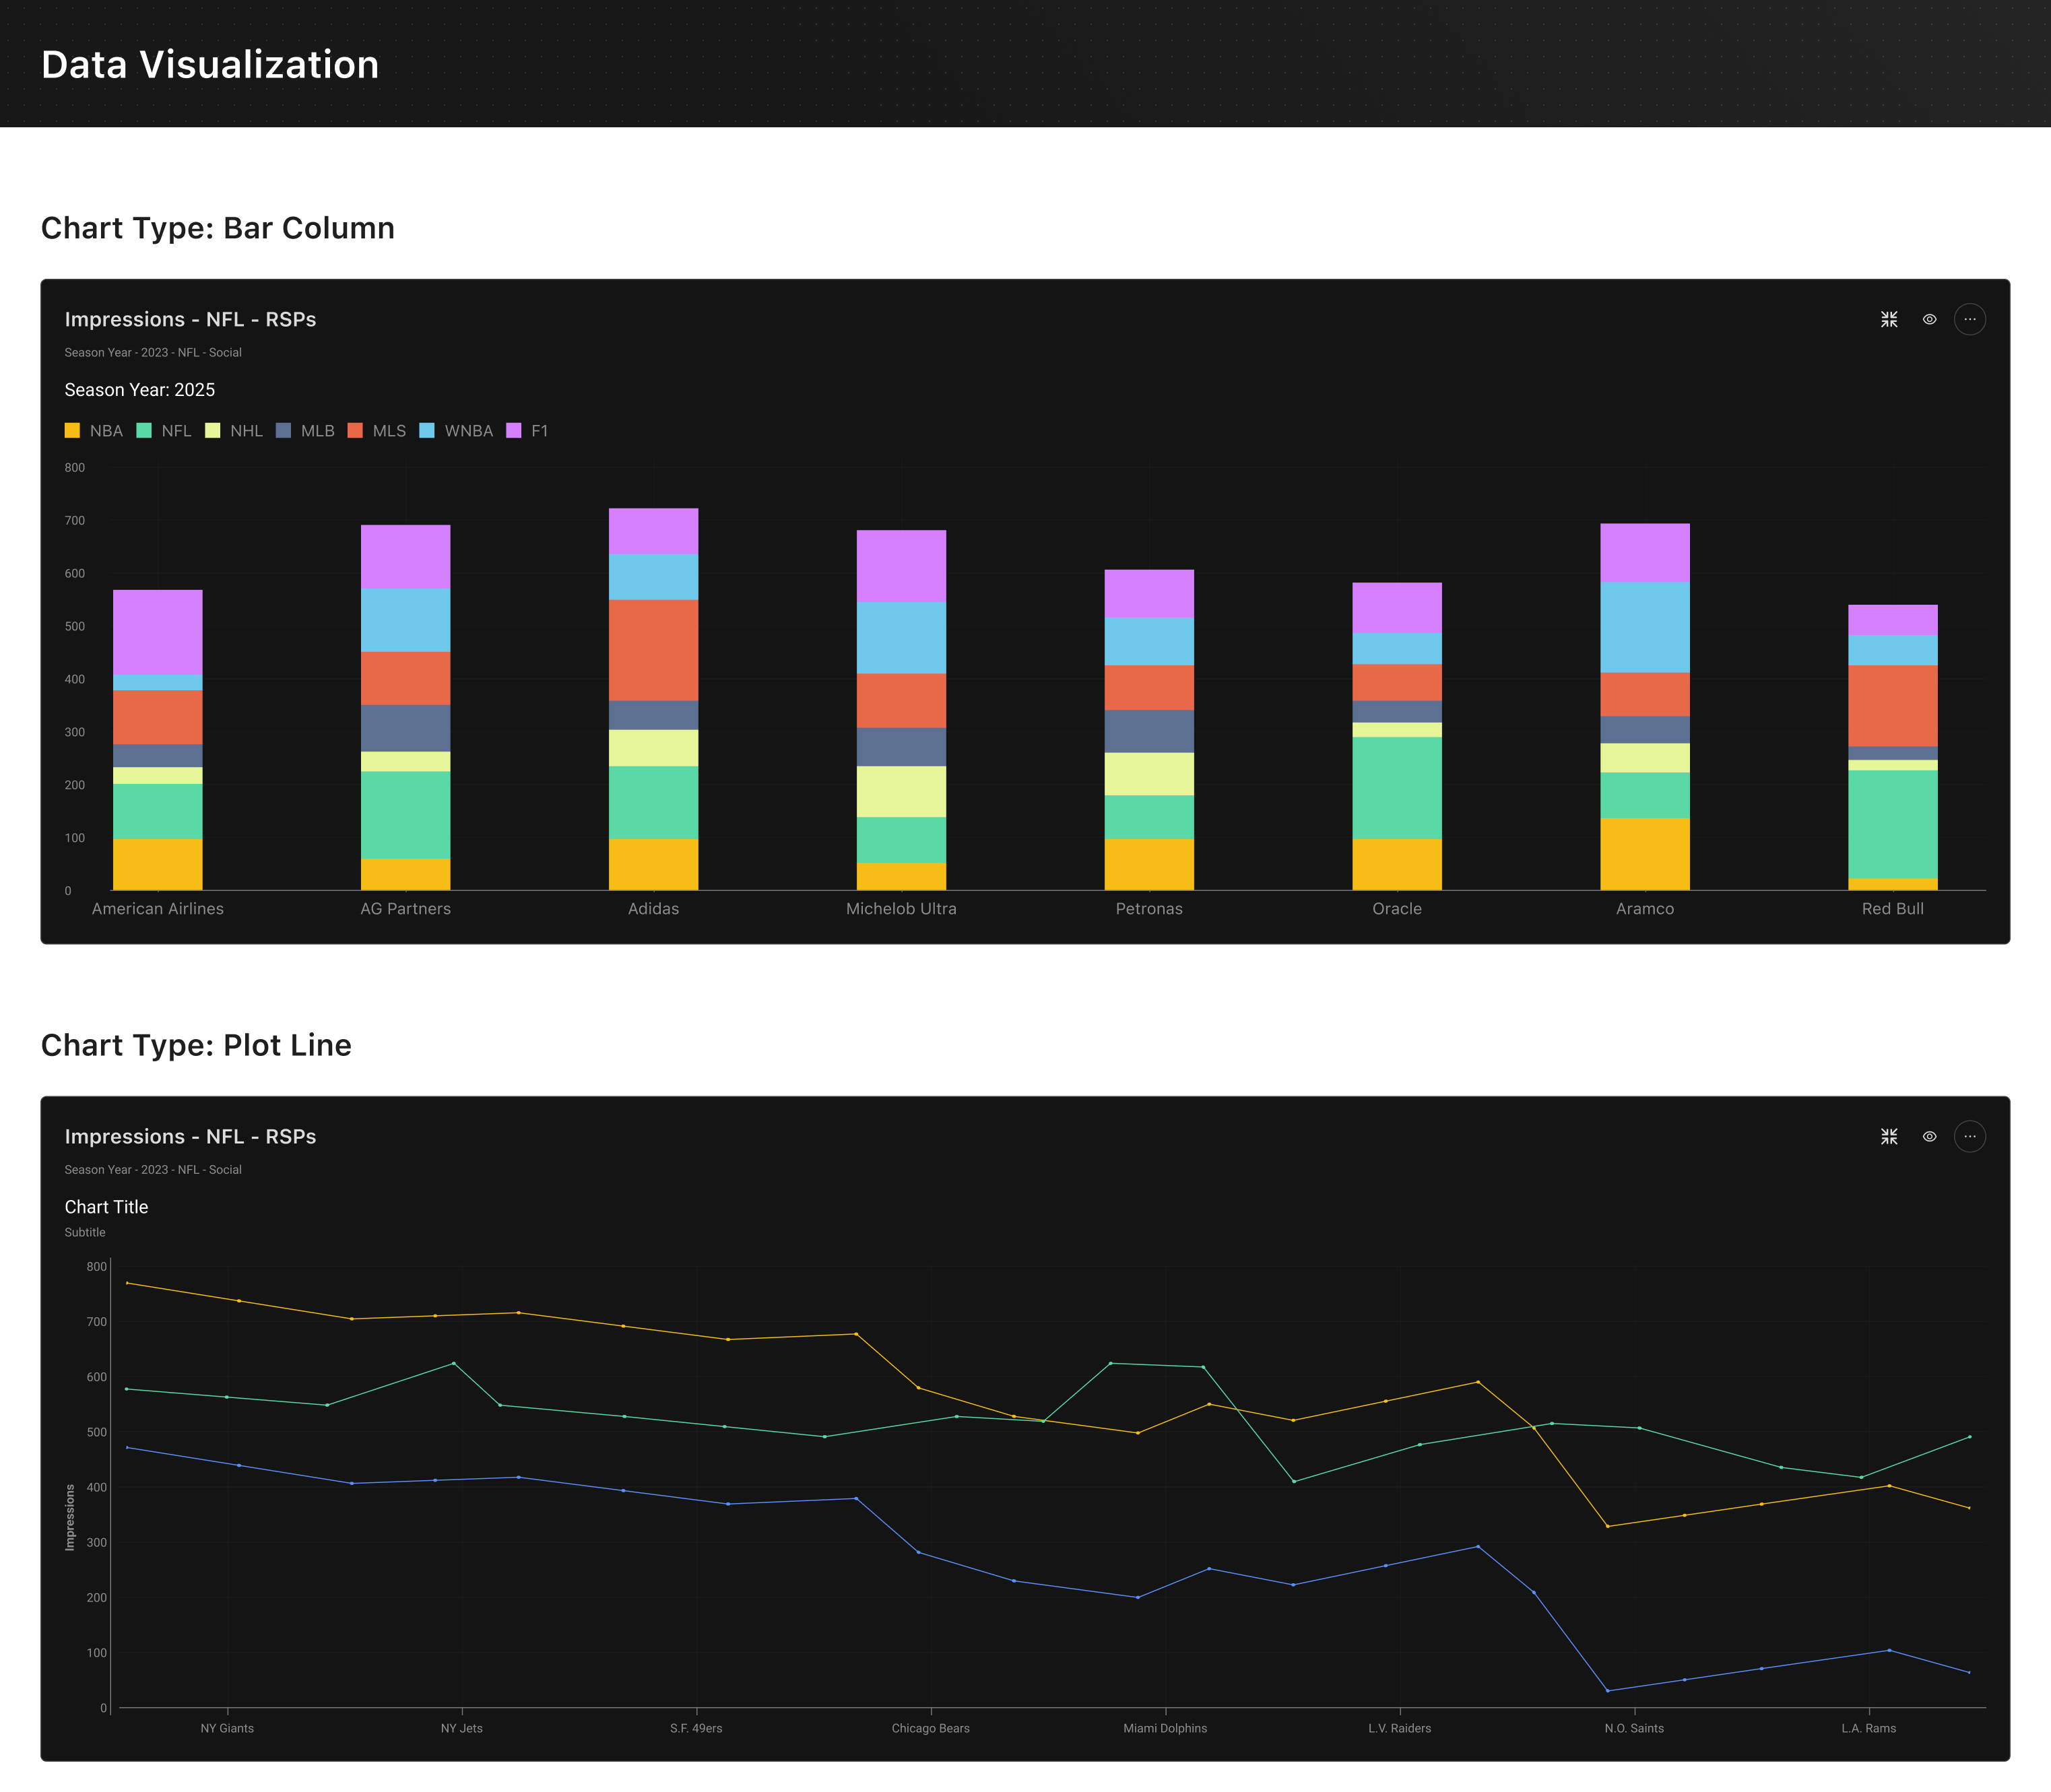 Data Visualization
Chart Type: Bar Column
Impressions - NFL - RSPs
Season Year - 2023 - NFL - Social
Season Year: 2025
NBA NFL NHL MLB MLS WNBA F1
800
700
600
500
400
300
200
100
0
American Airlines AG Partners Adidas Michelob Ultra Petronas Oracle Aramco Red Bull
Chart Type: Plot Line
Impressions - NFL - RSPs
Season Year - 2023 - NFL - Social
Chart Title
Subtitle
Impressions
800
700
600
500
400
300
200
100
0
NY Giants NY Jets S.F. 49ers Chicago Bears Miami Dolphins L.V. Raiders N.O. Saints L.A. Rams